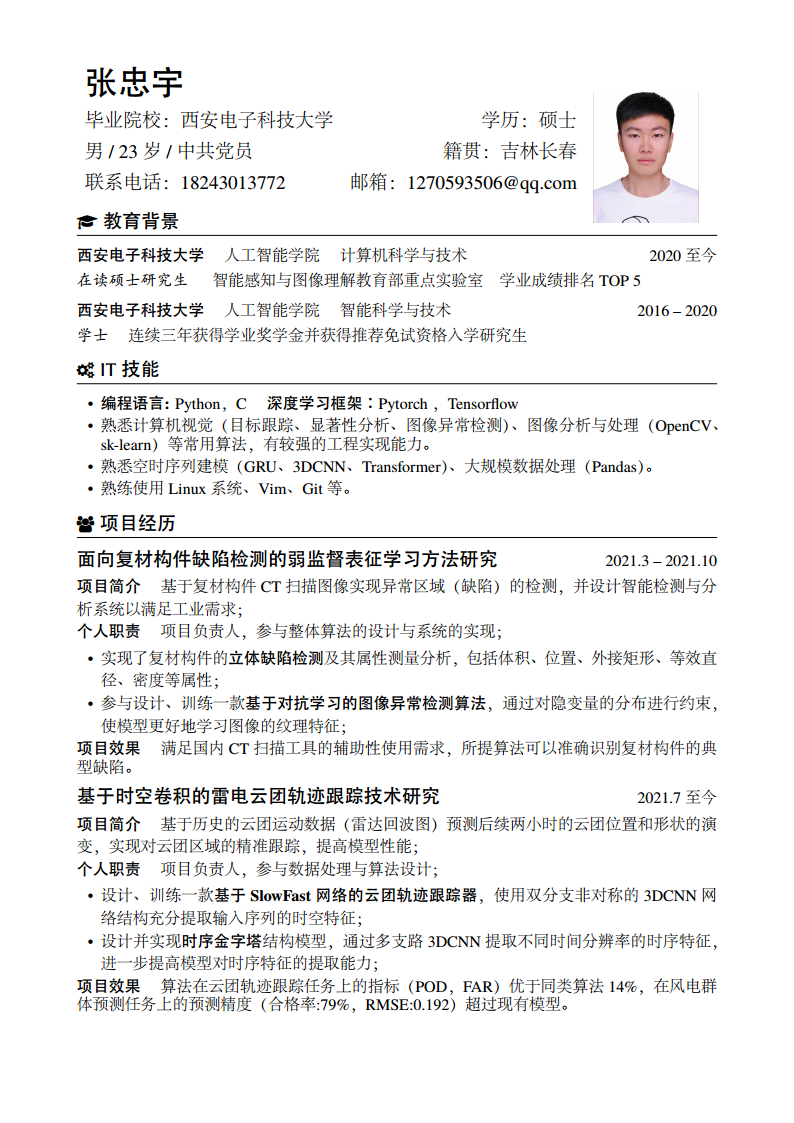 张忠宇
毕业院校：西安电子科技大学 学历：硕士
男 / 23 岁 / 中共党员 籍贯：吉林长春
联系电话：18243013772 邮箱：1270593506@qq.com
教育背景
西安电子科技大学 人工智能学院 计算机科学与技术 2020 至今
在读硕士研究生 智能感知与图像理解教育部重点实验室 学业成绩排名 TOP 5
西安电子科技大学 人工智能学院 智能科学与技术 2016 – 2020
学士 连续三年获得学业奖学金并获得推荐免试资格入学研究生
IT 技能
• 编程语言: Python，C 深度学习框架：Pytorch ，Tensorflow
• 熟悉计算机视觉（目标跟踪、显著性分析、图像异常检测）、图像分析与处理（OpenCV、
sk-learn）等常用算法，有较强的工程实现能力。
• 熟悉空时序列建模（GRU、3DCNN、Transformer）、大规模数据处理（Pandas）。
• 熟练使用 Linux 系统、Vim、Git 等。
项目经历
面向复材构件缺陷检测的弱监督表征学习方法研究 2021.3 – 2021.10
项目简介 基于复材构件 CT 扫描图像实现异常区域（缺陷）的检测，并设计智能检测与分
析系统以满足工业需求；
个人职责 项目负责人，参与整体算法的设计与系统的实现；
• 实现了复材构件的立体缺陷检测及其属性测量分析，包括体积、位置、外接矩形、等效直
径、密度等属性；
• 参与设计、训练一款基于对抗学习的图像异常检测算法，通过对隐变量的分布进行约束，
使模型更好地学习图像的纹理特征；
项目效果 满足国内 CT 扫描工具的辅助性使用需求，所提算法可以准确识别复材构件的典
型缺陷。
基于时空卷积的雷电云团轨迹跟踪技术研究 2021.7 至今
项目简介 基于历史的云团运动数据（雷达回波图）预测后续两小时的云团位置和形状的演
变，实现对云团区域的精准跟踪，提高模型性能；
个人职责 项目负责人，参与数据处理与算法设计；
• 设计、训练一款基于 SlowFast 网络的云团轨迹跟踪器，使用双分支非对称的 3DCNN 网
络结构充分提取输入序列的时空特征；
• 设计并实现时序金字塔结构模型，通过多支路 3DCNN 提取不同时间分辨率的时序特征，
进一步提高模型对时序特征的提取能力；
项目效果 算法在云团轨迹跟踪任务上的指标（POD，FAR）优于同类算法 14%，在风电群
体预测任务上的预测精度（合格率:79%，RMSE:0.192）超过现有模型。